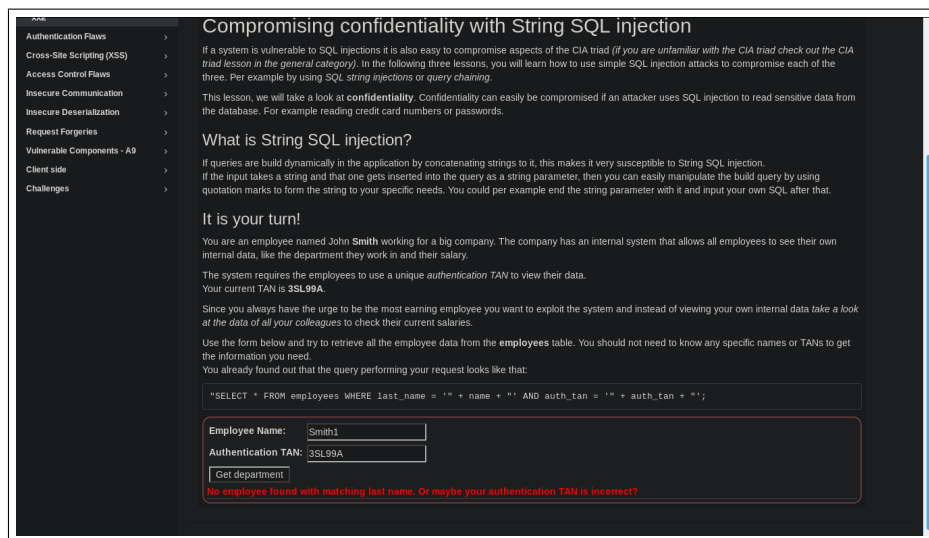 XXE
Authentication Flaws
Cross-Site Scripting (XSS)
Access Control Flaws
Insecure Communication
Insecure Deserialization
Request Forgeries
Vulnerable Components - A9
Client side
Challenges
Compromising confidentiality with String SQL injection
If a system is vulnerable to SQL injections it is also easy to compromise aspects of the CIA triad (if you are unfamiliar with the CIA triad check out the CIA
triad lesson in the general category). In the following three lessons, you will learn how to use simple SQL injection attacks to compromise each of the
three. Per example by using SQL string injections or query chaining.
This lesson, we will take a look at confidentiality. Confidentiality can easily be compromised if an attacker uses SQL injection to read sensitive data from
the database. For example reading credit card numbers or passwords.
What is String SQL injection?
If queries are build dynamically in the application by concatenating strings to it, this makes it very susceptible to String SQL injection.
If the input takes a string and that one gets inserted into the query as a string parameter, then you can easily manipulate the build query by using
quotation marks to form the string to your specific needs. You could per example end the string parameter with it and input your own SQL after that.
It is your turn!
You are an employee named John Smith working for a big company. The company has an internal system that allows all employees to see their own
internal data, like the department they work in and their salary.
The system requires the employees to use a unique authentication TAN to view their data.
Your current TAN is 3SL99A.
Since you always have the urge to be the most earning employee you want to exploit the system and instead of viewing your own internal data take a look
at the data of all your colleagues to check their current salaries.
Use the form below and try to retrieve all the employee data from the employees table. You should not need to know any specific names or TANs to get
the information you need.
You already found out that the query performing your request looks like that:
"SELECT * FROM employees WHERE last_name = '" + name + "' AND auth_tan = '" + auth_tan + "';
Employee Name: Smith1
Authentication TAN: 3SL99A
Get department
No employee found with matching last name. Or maybe your authentication TAN is incorrect?